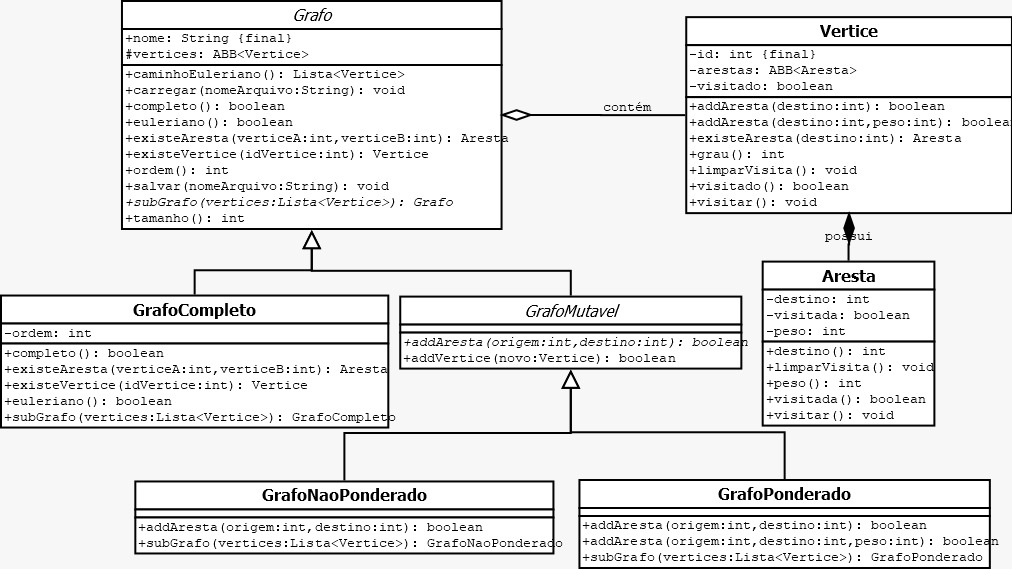 Grafo
+nome: String {final}
#vertices: ABB<Vertice>
+caminhoEuleriano(): Lista<Vertice>
+carregar(nomeArquivo:String): void
+completo(): boolean
+euleriano(): boolean
+existeAresta(verticeA:int,verticeB:int): Aresta
+existeVertice(idVertice:int): Vertice
+ordem(): int
+salvar(nomeArquivo:String): void
+subGrafo(vertices:Lista<Vertice>): Grafo
+tamanho(): int
contém
Vertice
-id: int {final}
-arestas: ABB<Aresta>
-visitado: boolean
+addAresta(destino:int): boolean
+addAresta(destino:int,peso:int): boolea
+existeAresta(destino:int): Aresta
+grau(): int
+limparVisita(): void
+visitado(): boolean
+visitar(): void
possui
Aresta
-destino: int
-visitada: boolean
-peso: int
+destino(): int
+limparVisita(): void
+peso(): int
+visitada(): boolean
+visitar(): void
GrafoCompleto
-ordem: int
+completo(): boolean
+existeAresta(verticeA:int,verticeB:int): Aresta
+existeVertice(idVertice:int): Vertice
+euleriano(): boolean
+subGrafo(vertices:Lista<Vertice>): GrafoCompleto
GrafoMutavel
+addAresta(origem:int,destino:int): boolean
+addVertice(novo:Vertice): boolean
GrafoNaoPonderado
+addAresta(origem:int,destino:int): boolean
+subGrafo(vertices:Lista<Vertice>): GrafoNaoPonderado
GrafoPonderado
+addAresta(origem:int,destino:int): boolean
+addAresta(origem:int,destino:int,peso:int): boolean
+subGrafo(vertices:Lista<Vertice>): GrafoPonderado